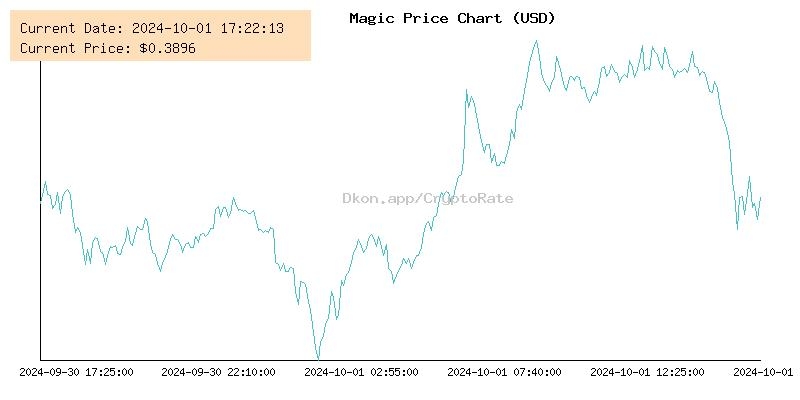 Magic Price Chart (USD)
Current Date: 2024-10-01 17:22:13
Current Price: $0.3896
Dkon.app/CryptoRate
2024-09-30 17:25:00 2024-09-30 22:10:00 2024-10-01 02:55:00 2024-10-01 07:40:00 2024-10-01 12:25:00 2024-10-01